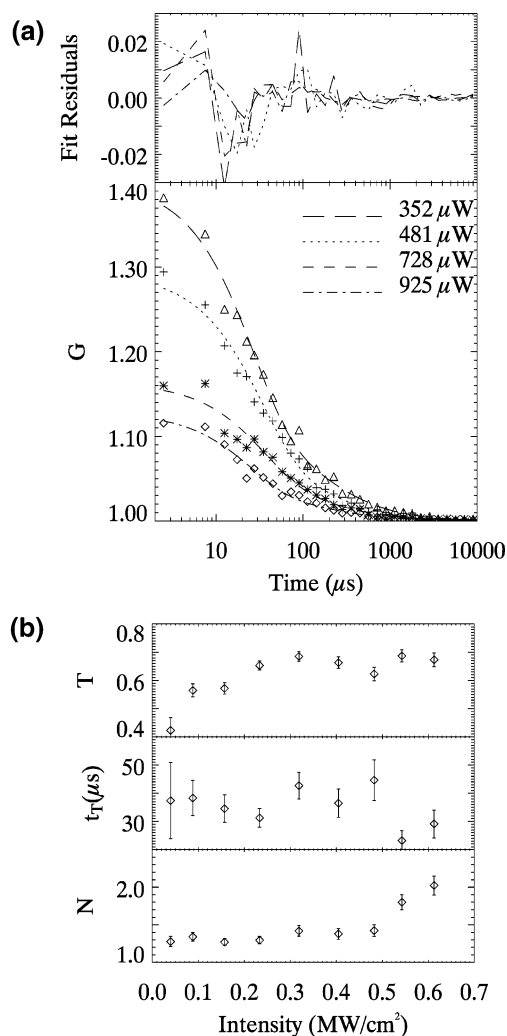 (a)
0.02
0.00
-0.02
Fit Residuals
352 μW
481 μW
728 μW
925 μW
1.40
1.30
1.20
1.10
1.00
G
10
100
1000
10000
Time (μs)
(b)
0.8
0.6
0.4
T
50
30
t_T(μs)
2.0
1.0
N
0.0
0.1
0.2
0.3
0.4
0.5
0.6
0.7
Intensity (MW/cm²)